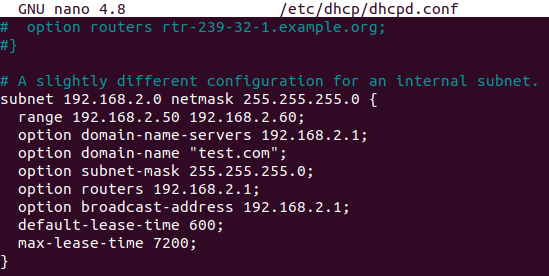 GNU nano 4.8 /etc/dhcp/dhcpd.conf
#  option routers rtr-239-32-1.example.org;
#}
# A slightly different configuration for an internal subnet.
subnet 192.168.2.0 netmask 255.255.255.0 {
  range 192.168.2.50 192.168.2.60;
  option domain-name-servers 192.168.2.1;
  option domain-name "test.com";
  option subnet-mask 255.255.255.0;
  option routers 192.168.2.1;
  option broadcast-address 192.168.2.1;
  default-lease-time 600;
  max-lease-time 7200;
}